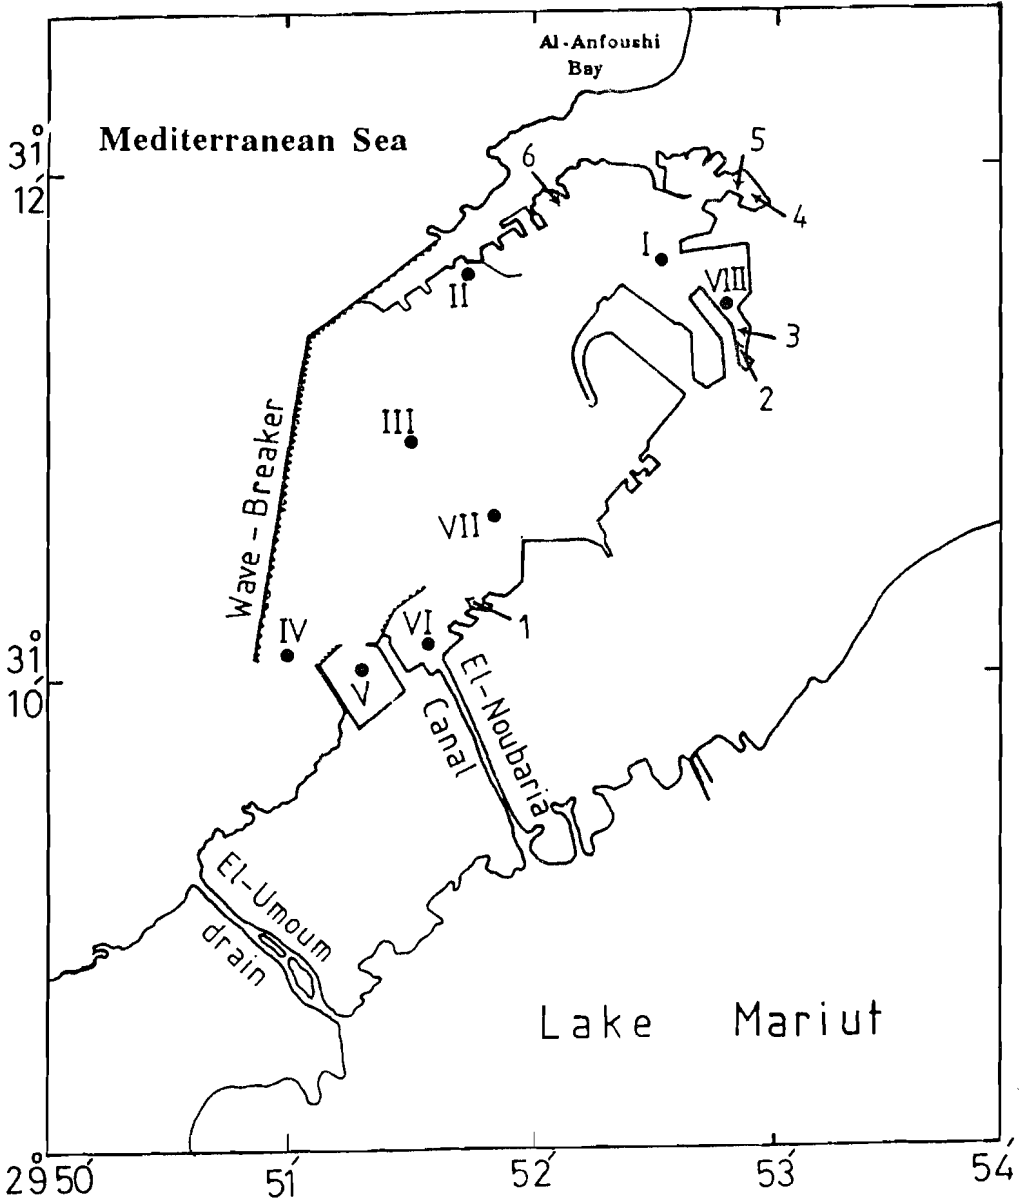 Al-Anfoushi
Bay
Mediterranean Sea
31°
12′
6
5
4
I
II
VIII
3
2
III
Wave-Breaker
VII
1
IV
VI
V
31°
10′
El-Noubaria
Canal
El-Umoum
drain
Lake Mariut
29° 50′
51′
52′
53′
54′